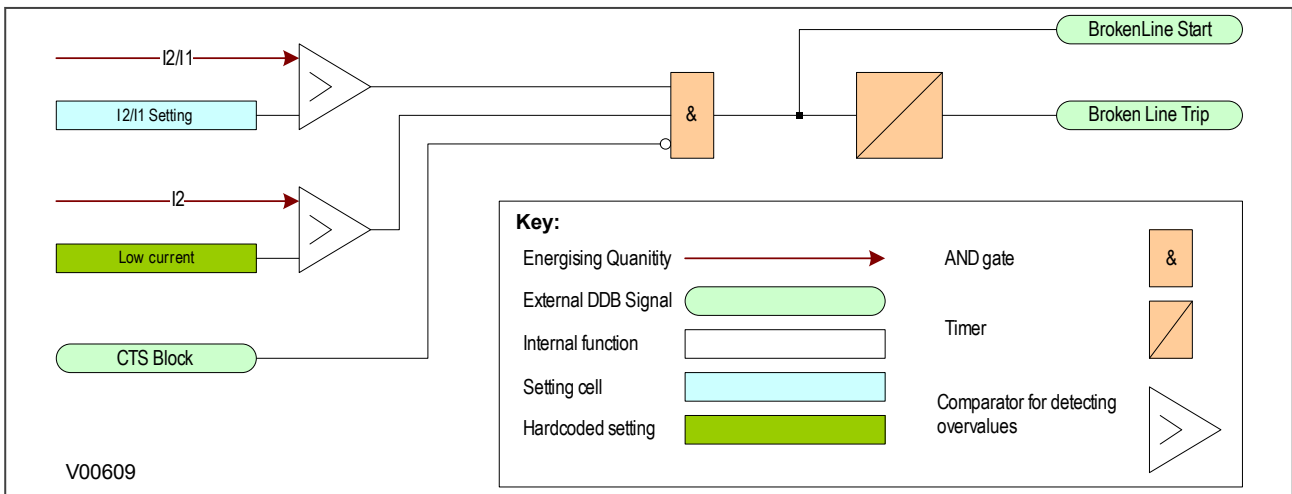 BrokenLine Start
I2/I1
I2/I1 Setting
&
Broken Line Trip
I2
Low current
CTS Block
Key:
Energising Quanitity
AND gate
&
External DDB Signal
Internal function
Timer
Setting cell
Hardcoded setting
Comparator for detecting
overvalues
V00609